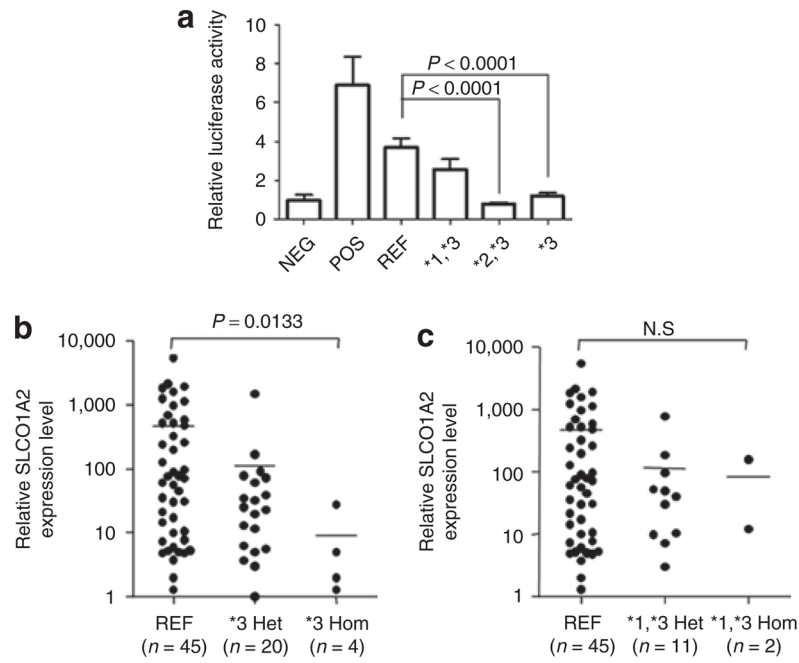 a
Relative luciferase activity
10
8
6
4
2
0
P < 0.0001
P < 0.0001
NEG
POS
REF
*1,*3
*2,*3
*3
b
Relative SLCO1A2
expression level
10,000
1,000
100
10
1
P = 0.0133
REF
(n = 45)
*3 Het
(n = 20)
*3 Hom
(n = 4)
c
Relative SLCO1A2
expression level
10,000
1,000
100
10
1
N.S
REF
(n = 45)
*1,*3 Het
(n = 11)
*1,*3 Hom
(n = 2)